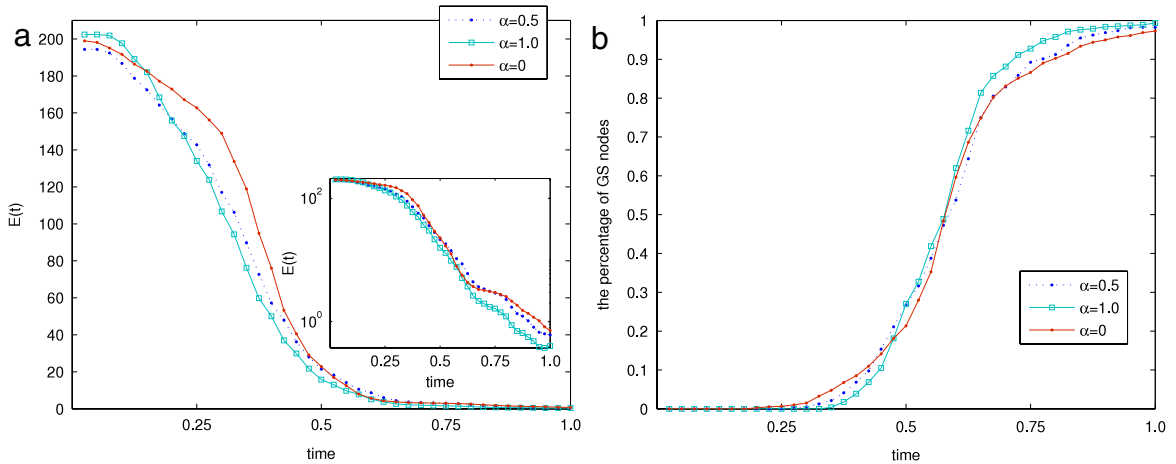 a
200
180
160
140
120
100
80
60
40
20
0
E(t)
0.25
0.5
0.75
1.0
time
α=0.5
α=1.0
α=0
10²
10⁰
E(t)
0.25
0.5
0.75
1.0
time
b
1
0.9
0.8
0.7
0.6
0.5
0.4
0.3
0.2
0.1
0
the percentage of GS nodes
0.25
0.5
0.75
1.0
time
α=0.5
α=1.0
α=0